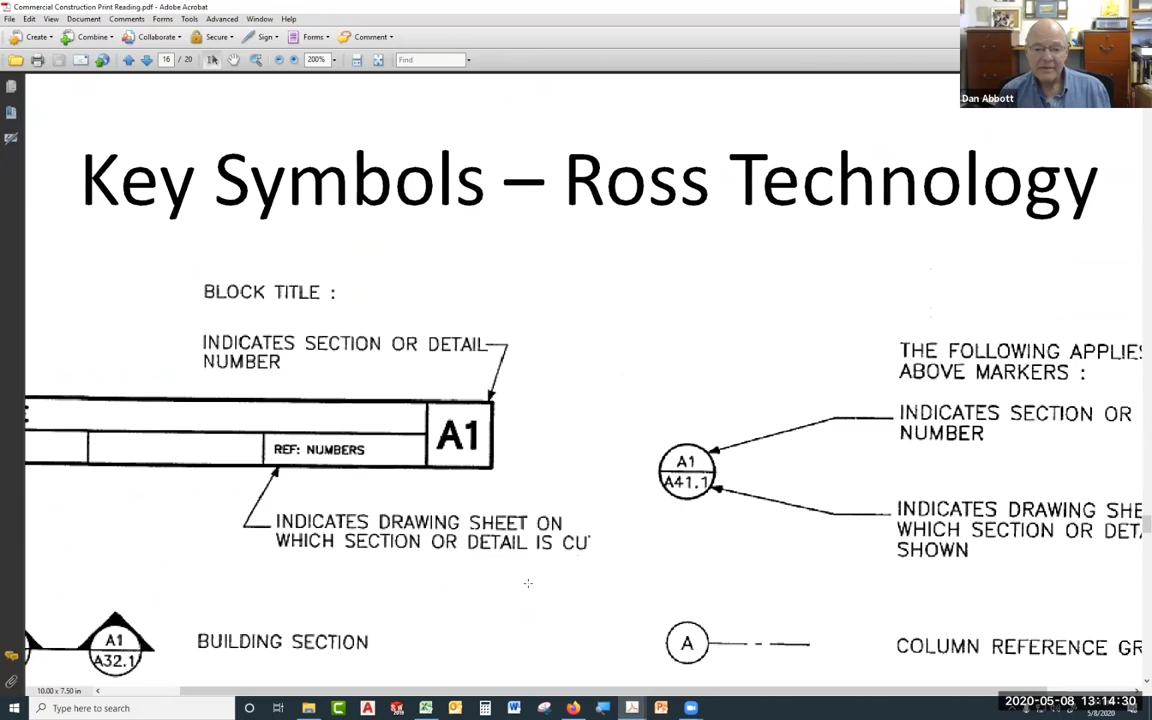 Commercial Construction Print Reading.pdf - Adobe Acrobat
File Edit View Document Comments Forms Tools Advanced Window Help
Create Combine Collaborate Secure Sign Forms Comment
16 / 20 200% Find
Dan Abbott
Key Symbols – Ross Technology
BLOCK TITLE :
INDICATES SECTION OR DETAIL
NUMBER
A1
REF: NUMBERS
INDICATES DRAWING SHEET ON
WHICH SECTION OR DETAIL IS CU
THE FOLLOWING APPLIES
ABOVE MARKERS :
INDICATES SECTION OR
NUMBER
A1
A41.1
INDICATES DRAWING SHE
WHICH SECTION OR DET
SHOWN
A1
A32.1
BUILDING SECTION
A
COLUMN REFERENCE GR
10.00 x 7.50 in
Type here to search
2020-05-08 13:14:30
5/8/2020